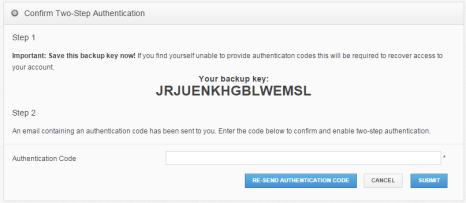 Confirm Two-Step Authentication
Step 1
Important: Save this backup key now! If you find yourself unable to provide authenticaton codes this will be required to recover access to
your account.
Your backup key:
JRJUENKHGBLWEMSL
Step 2
An email containing an authentication code has been sent to you. Enter the code below to confirm and enable two-step authentication.
Authentication Code *
RE-SEND AUTHENTICATION CODE CANCEL SUBMIT